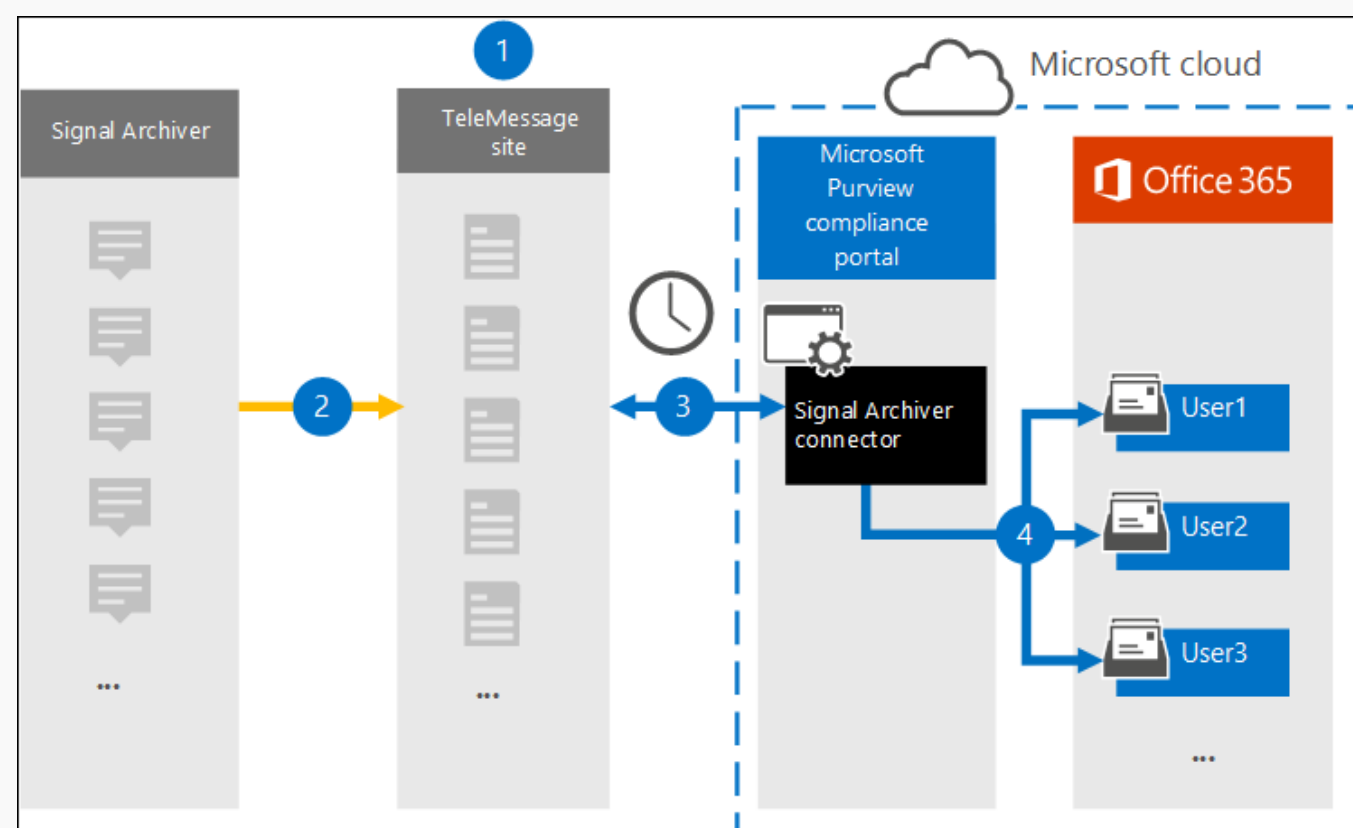 1
Microsoft cloud
Signal Archiver
TeleMessage
site
Microsoft
Purview
compliance
portal
Office 365
2
3
Signal Archiver
connector
4
User1
User2
User3
...
...
...